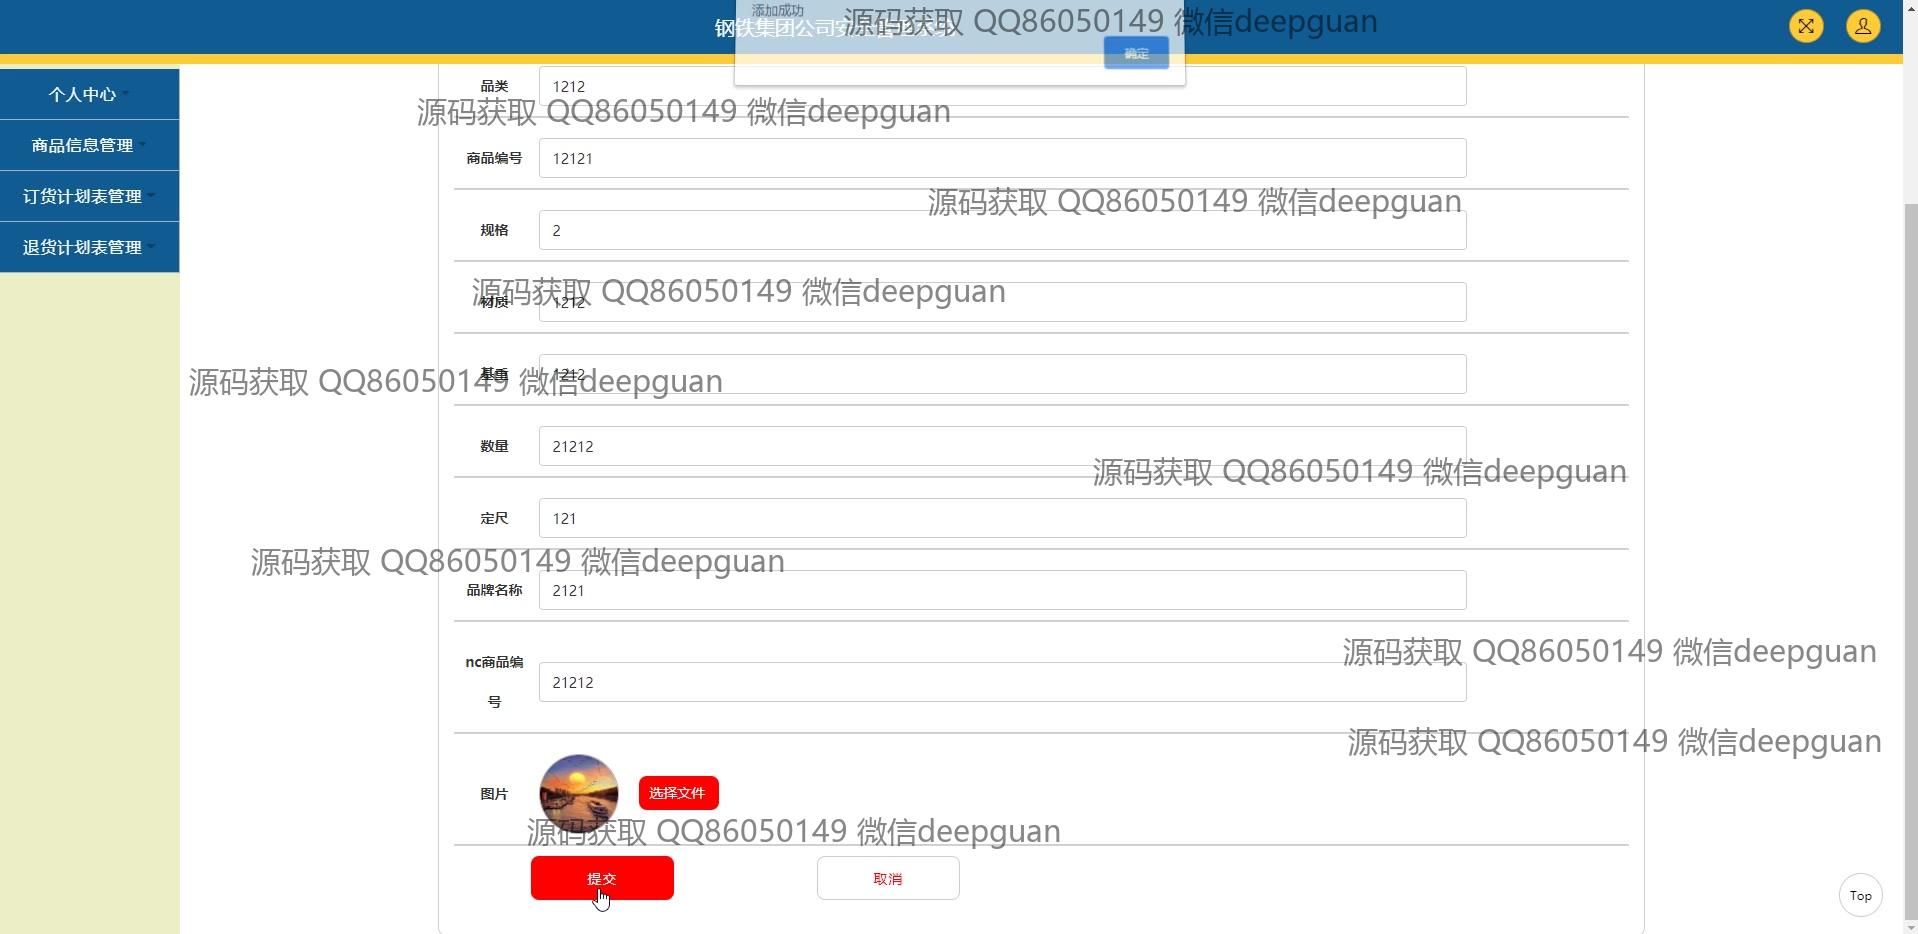 添加成功
钢铁集团公司安
源码获取 QQ86050149 微信deepguan
确定
个人中心
商品信息管理
订货计划表管理
退货计划表管理
品类
1212
源码获取 QQ86050149 微信deepguan
商品编号
12121
源码获取 QQ86050149 微信deepguan
规格
2
源码获取 QQ86050149 微信deepguan
材质
1212
源码获取 QQ86050149 微信deepguan
基重
1212
数量
21212
源码获取 QQ86050149 微信deepguan
定尺
121
源码获取 QQ86050149 微信deepguan
品牌名称
2121
源码获取 QQ86050149 微信deepguan
nc商品编
号
21212
源码获取 QQ86050149 微信deepguan
图片
选择文件
源码获取 QQ86050149 微信deepguan
提交
取消
Top